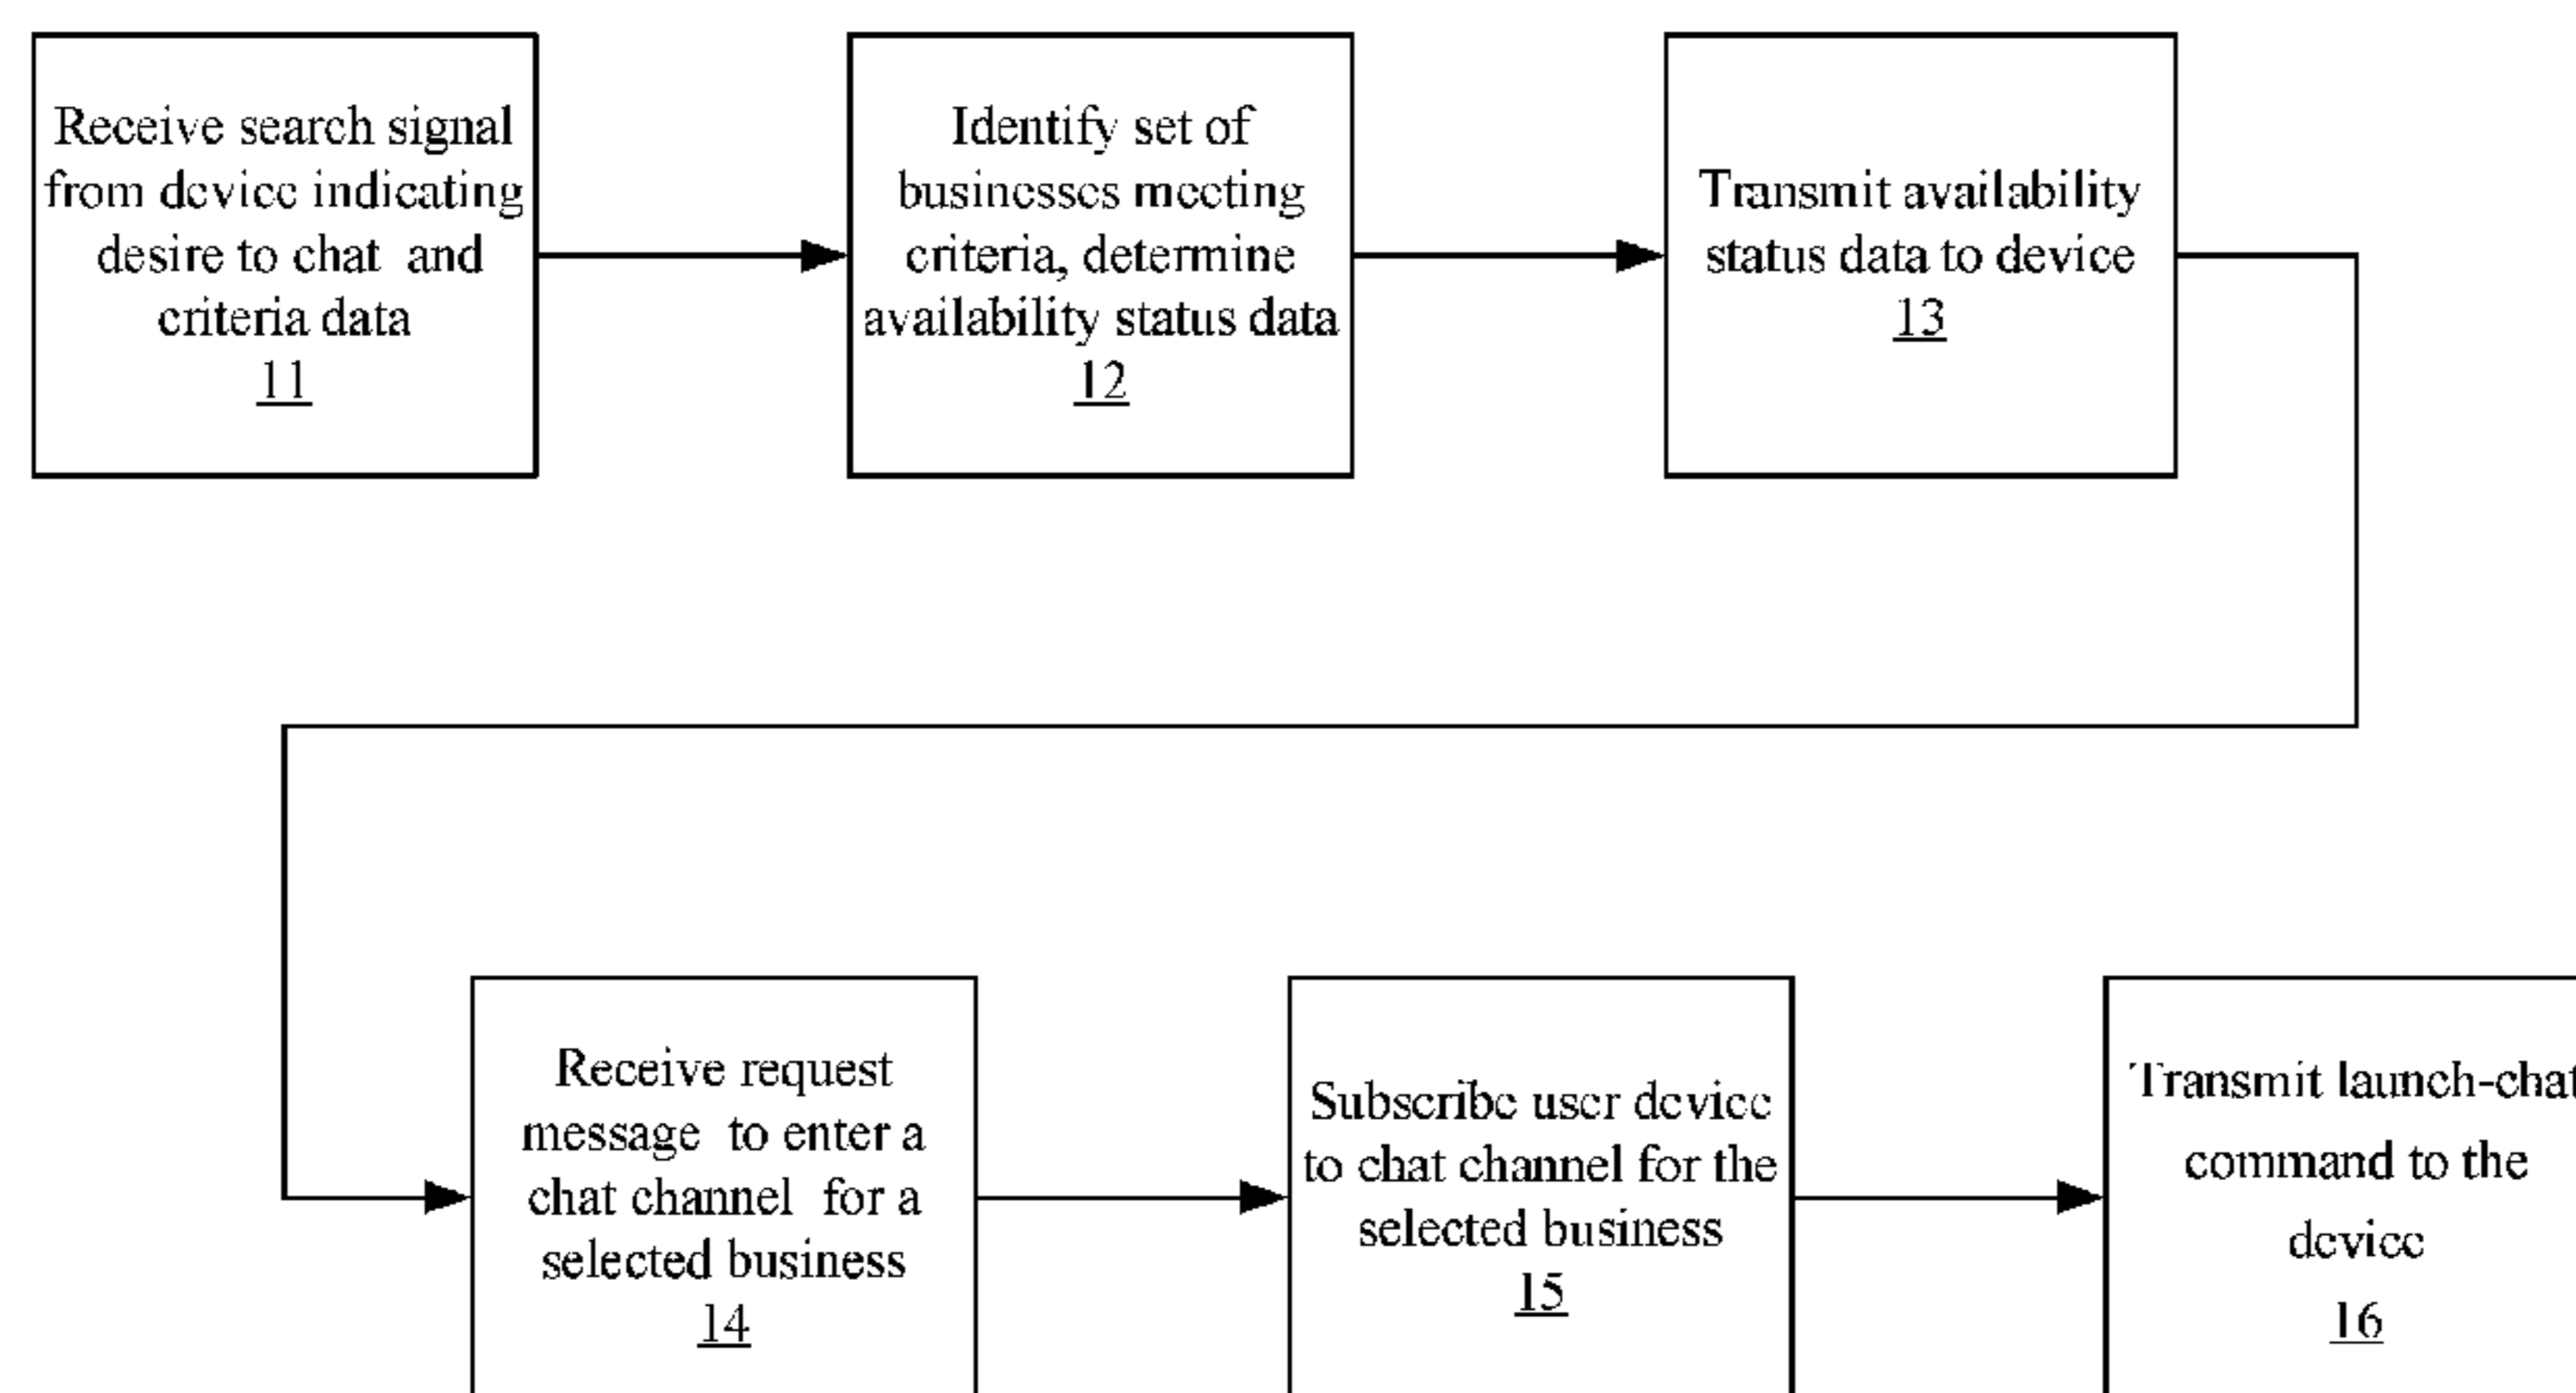 Receive search signal
from device indicating
desire to chat and
criteria data
11
Identify set of
businesses meeting
criteria, determine
availability status data
12
Transmit availability
status data to device
13
Receive request
message to enter a
chat channel for a
selected business
14
Subscribe user device
to chat channel for the
selected business
15
Transmit launch-chat
command to the
device
16